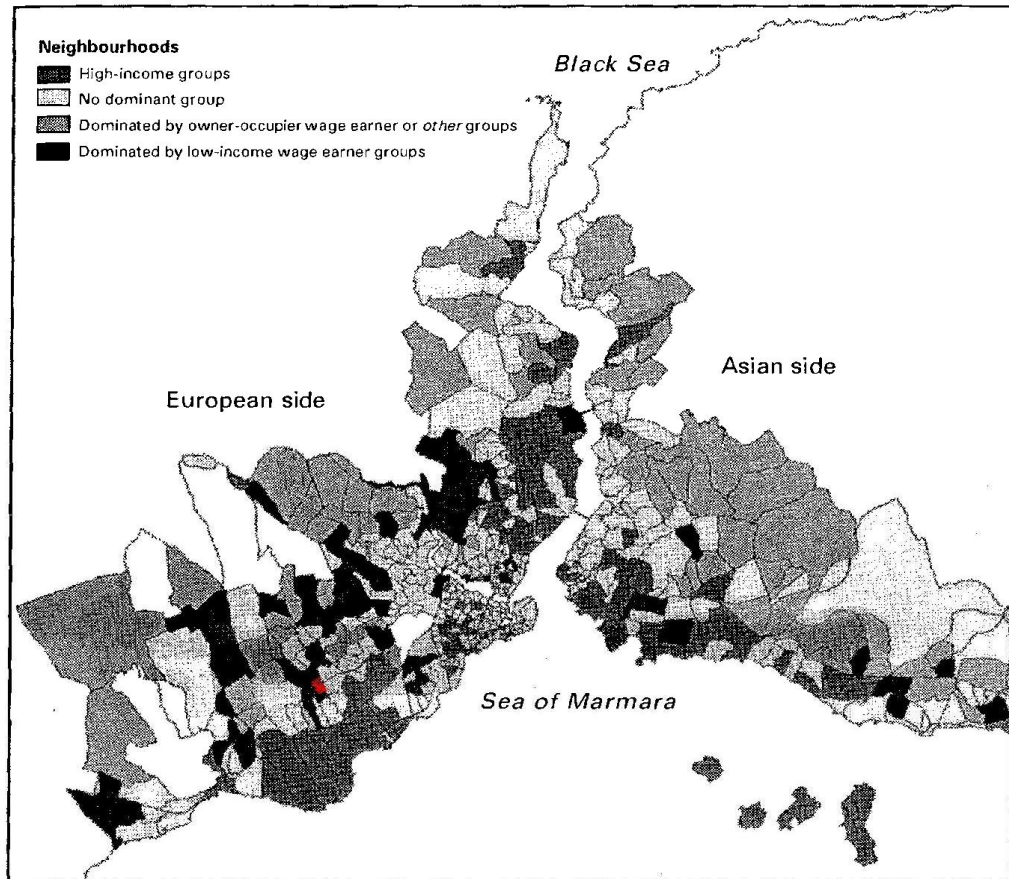 Neighbourhoods
High-income groups
No dominant group
Dominated by owner-occupier wage earner or other groups
Dominated by low-income wage earner groups
Black Sea
Asian side
European side
Sea of Marmara